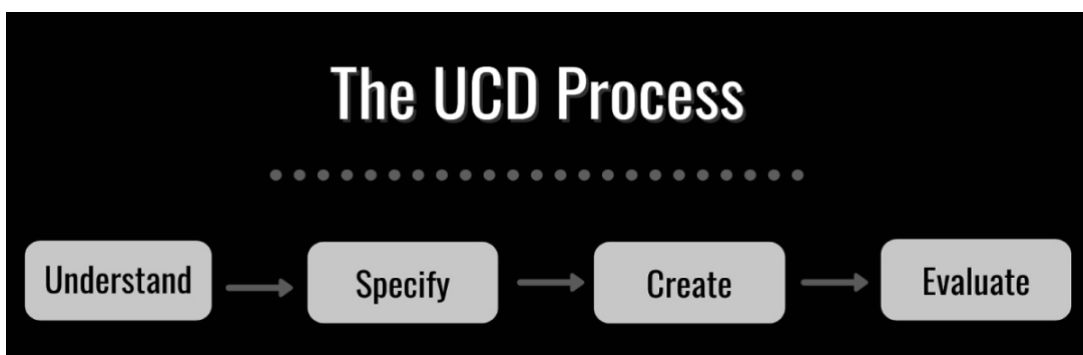 The UCD Process
Understand
Specify
Create
Evaluate